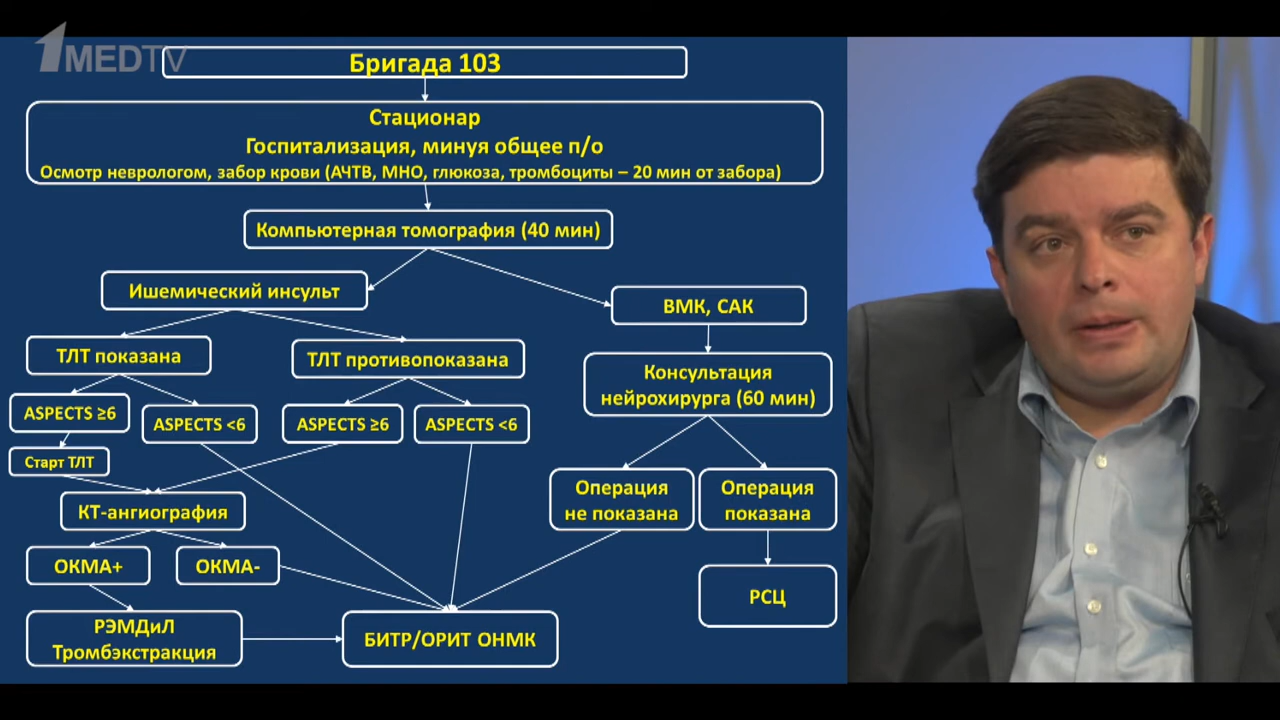 1MEDTV
Бригада 103
Стационар
Госпитализация, минуя общее п/о
Осмотр неврологом, забор крови (АЧТВ, МНО, глюкоза, тромбоциты – 20 мин от забора)
Компьютерная томография (40 мин)
Ишемический инсульт
ВМК, САК
ТЛТ показана
ТЛТ противопоказана
Консультация
нейрохирурга (60 мин)
ASPECTS ≥6
ASPECTS <6
ASPECTS ≥6
ASPECTS <6
Старт ТЛТ
КТ-ангиография
Операция
не показана
Операция
показана
ОКМА+
ОКМА-
РСЦ
РЭМДиЛ
Тромбэкстракция
БИТР/ОРИТ ОНМК